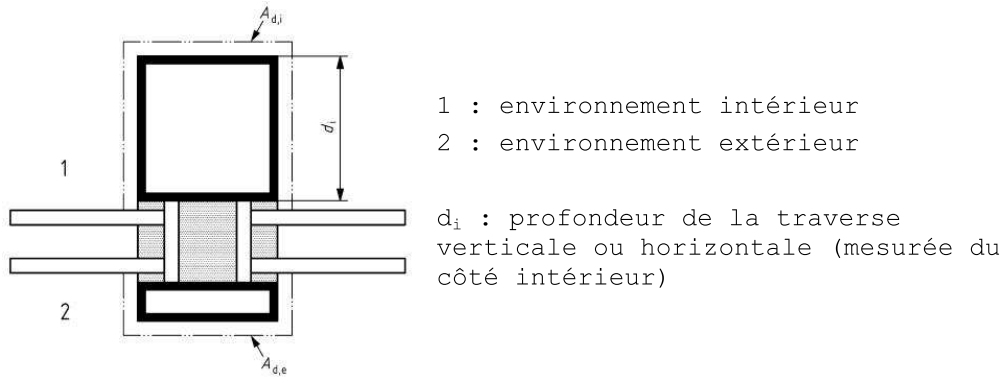 A_d,i
d_i
1
2
A_d,e
1 : environnement intérieur
2 : environnement extérieur
d_i : profondeur de la traverse
verticale ou horizontale (mesurée du
côté intérieur)